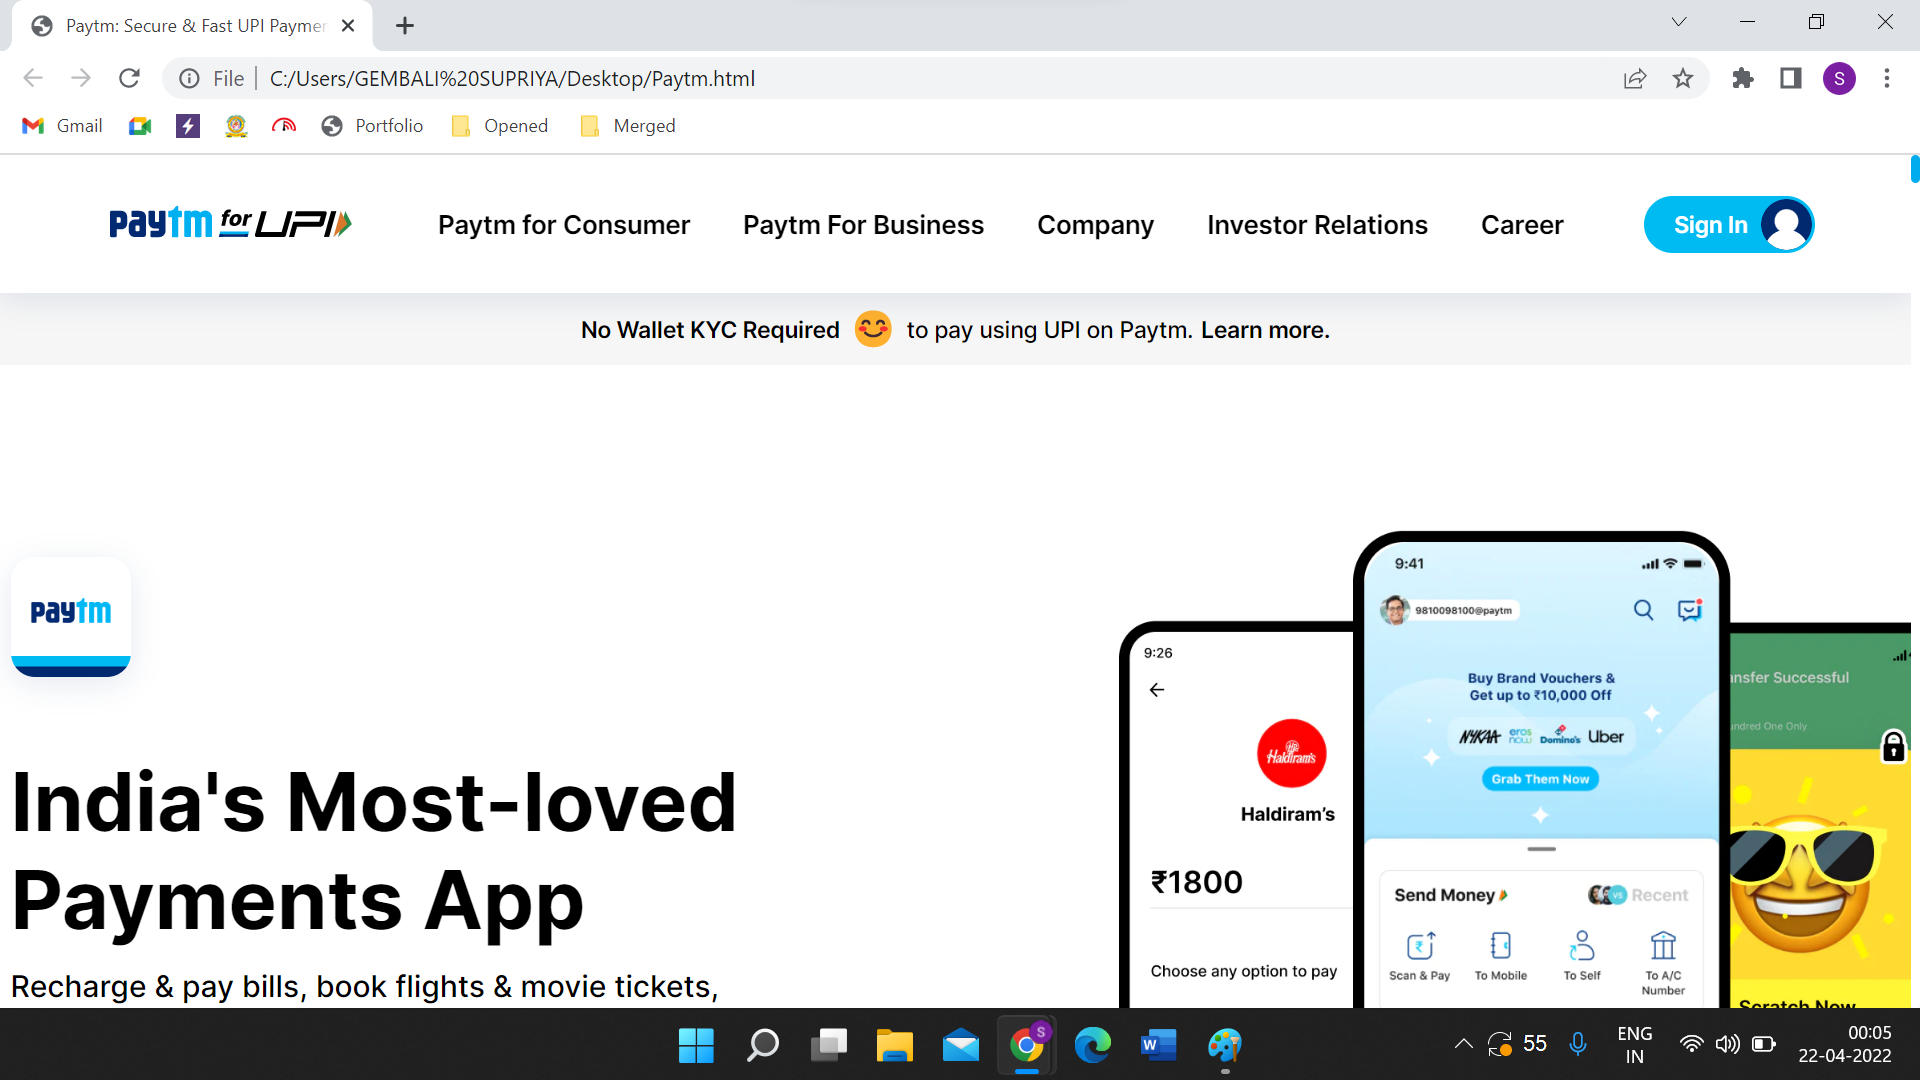 Paytm: Secure & Fast UPI Paymen
File
C:/Users/GEMBALI%20SUPRIYA/Desktop/Paytm.html
S
Gmail
Portfolio
Opened
Merged
paytm for UPI
Paytm for Consumer
Paytm For Business
Company
Investor Relations
Career
Sign In
No Wallet KYC Required 😊 to pay using UPI on Paytm. Learn more.
paytm
India's Most-loved
Payments App
Recharge & pay bills, book flights & movie tickets,
9:26
Haldiram's
Haldiram’s
₹1800
Choose any option to pay
9:41
9810098100@paytm
Buy Brand Vouchers &
Get up to ₹10,000 Off
NYKAA eros now Domino's Uber
Grab Them Now
Send Money
VS
Recent
Scan & Pay
To Mobile
To Self
To A/C
Number
ansfer Successful
undred One Only
Scratch Now
S
W
55
ENG
IN
00:05
22-04-2022